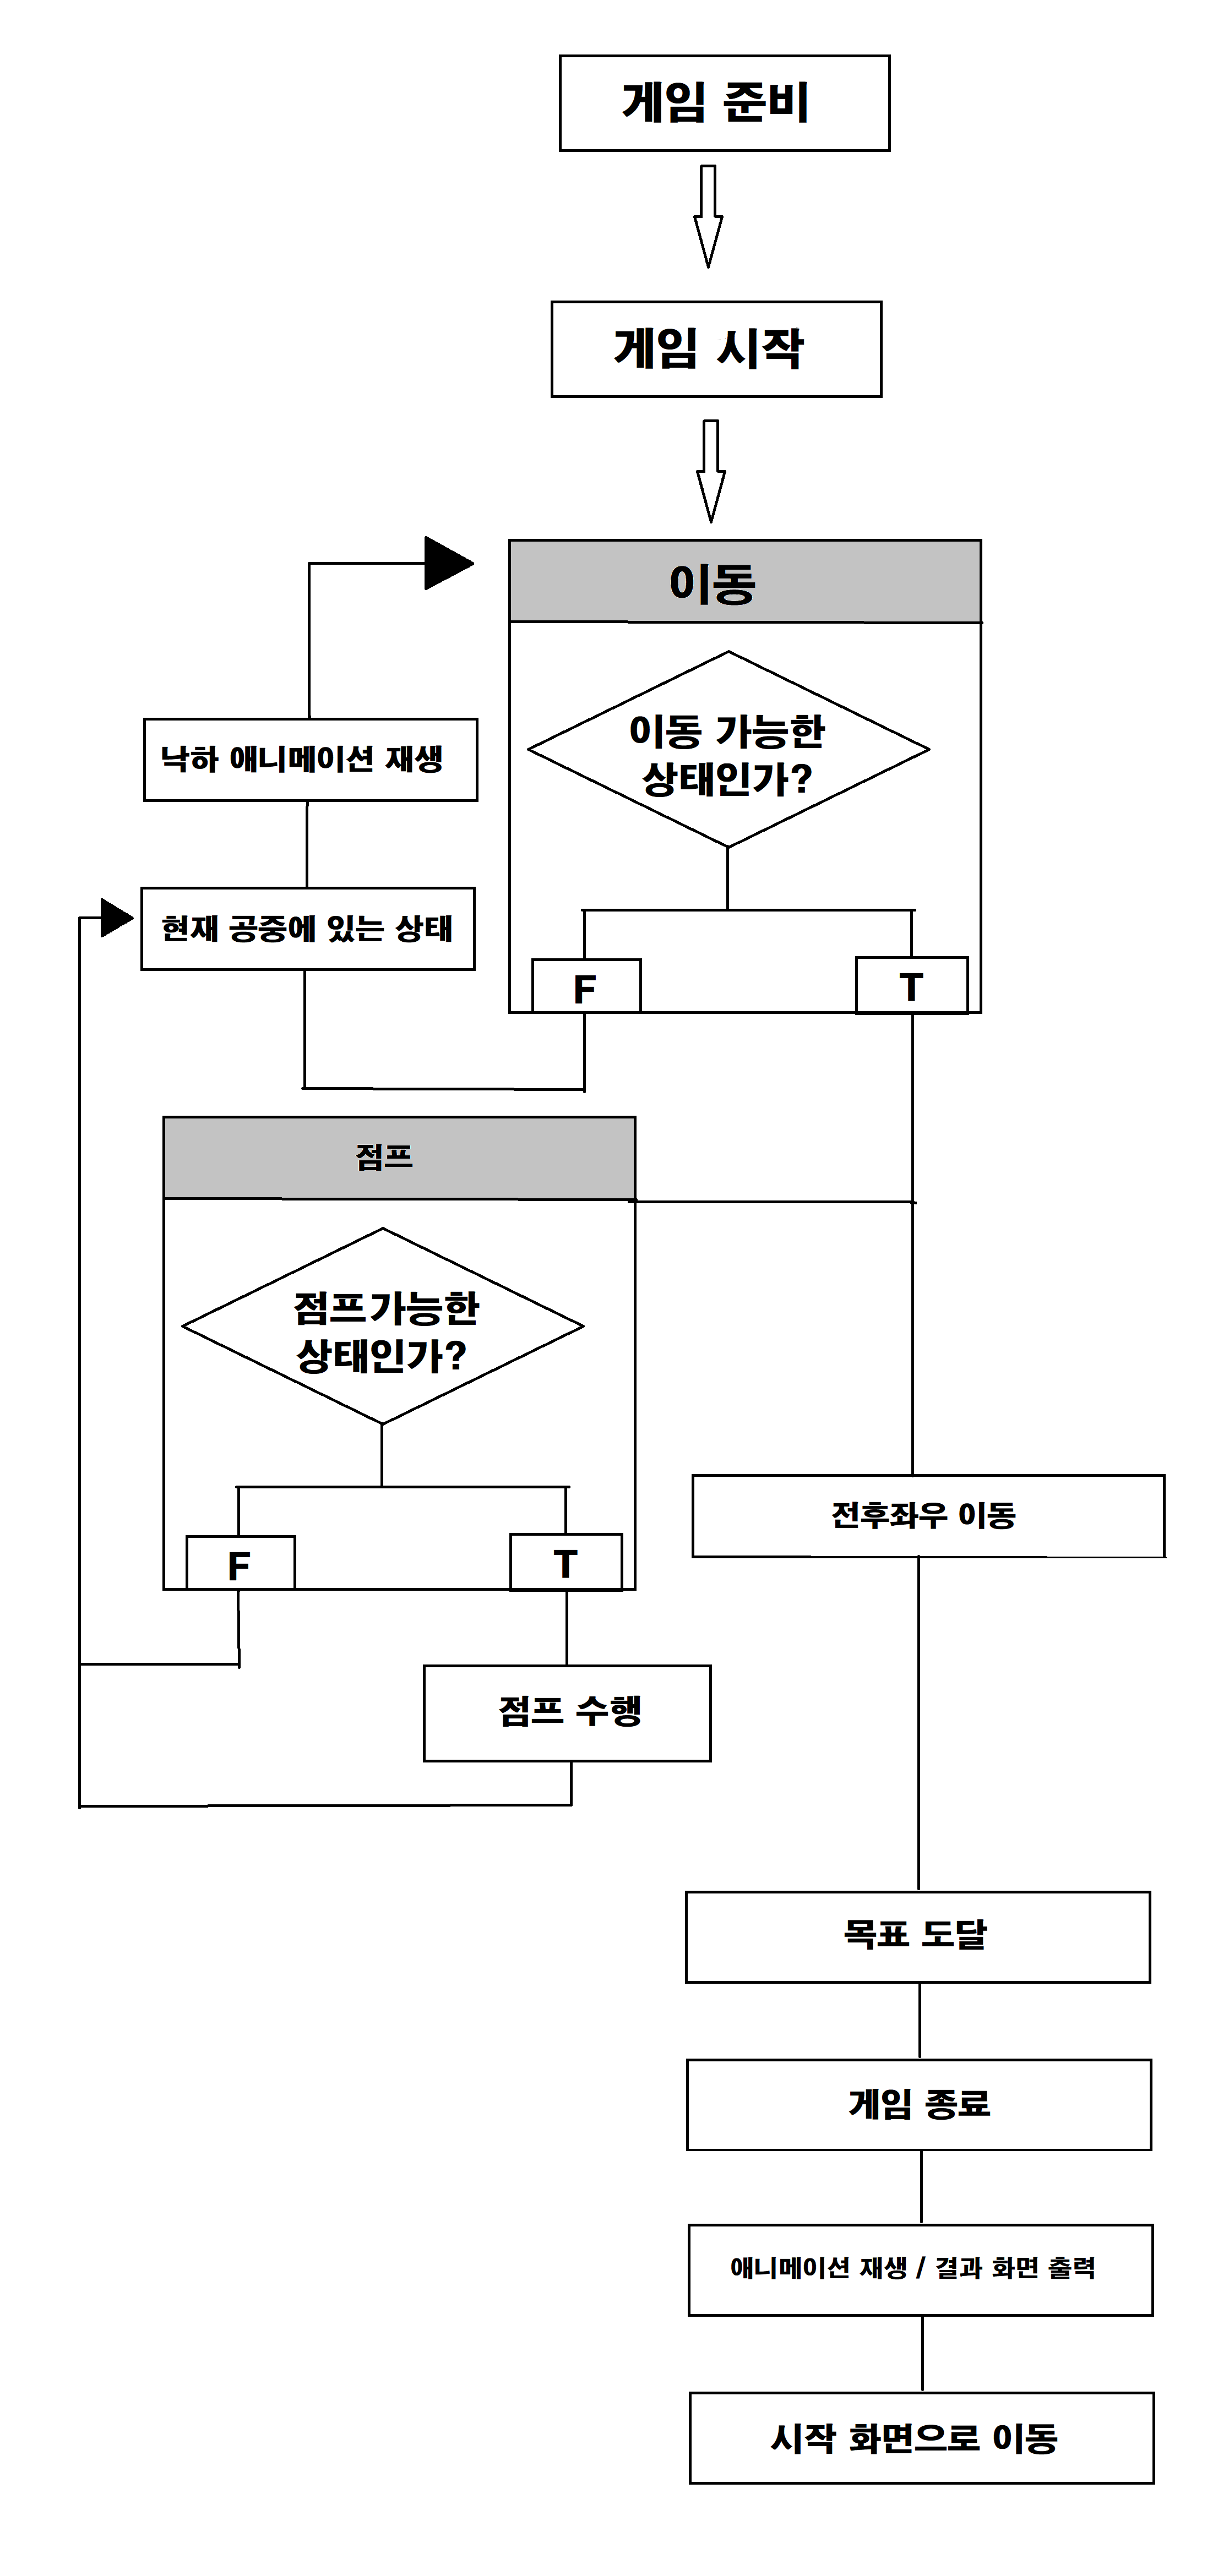 게임 준비
게임 시작
이동
이동 가능한
상태인가?
낙하 애니메이션 재생
현재 공중에 있는 상태
F
T
점프
점프가능한
상태인가?
F
T
전후좌우 이동
점프 수행
목표 도달
게임 종료
애니메이션 재생 / 결과 화면 출력
시작 화면으로 이동